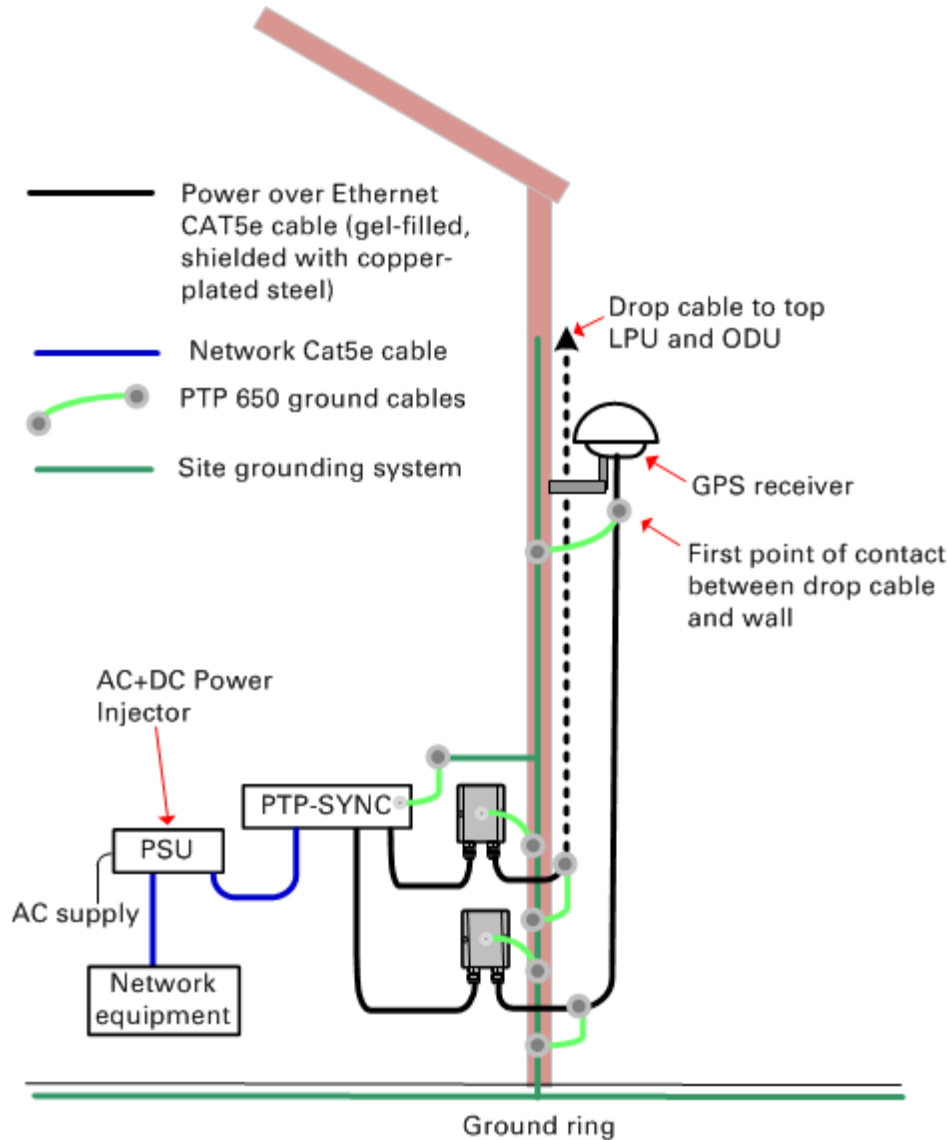 Power over Ethernet
CAT5e cable (gel-filled,
shielded with copper-
plated steel)
Drop cable to top
LPU and ODU
Network Cat5e cable
PTP 650 ground cables
Site grounding system
GPS receiver
First point of contact
between drop cable
and wall
AC+DC Power
Injector
PTP-SYNC
PSU
AC supply
Network
equipment
Ground ring